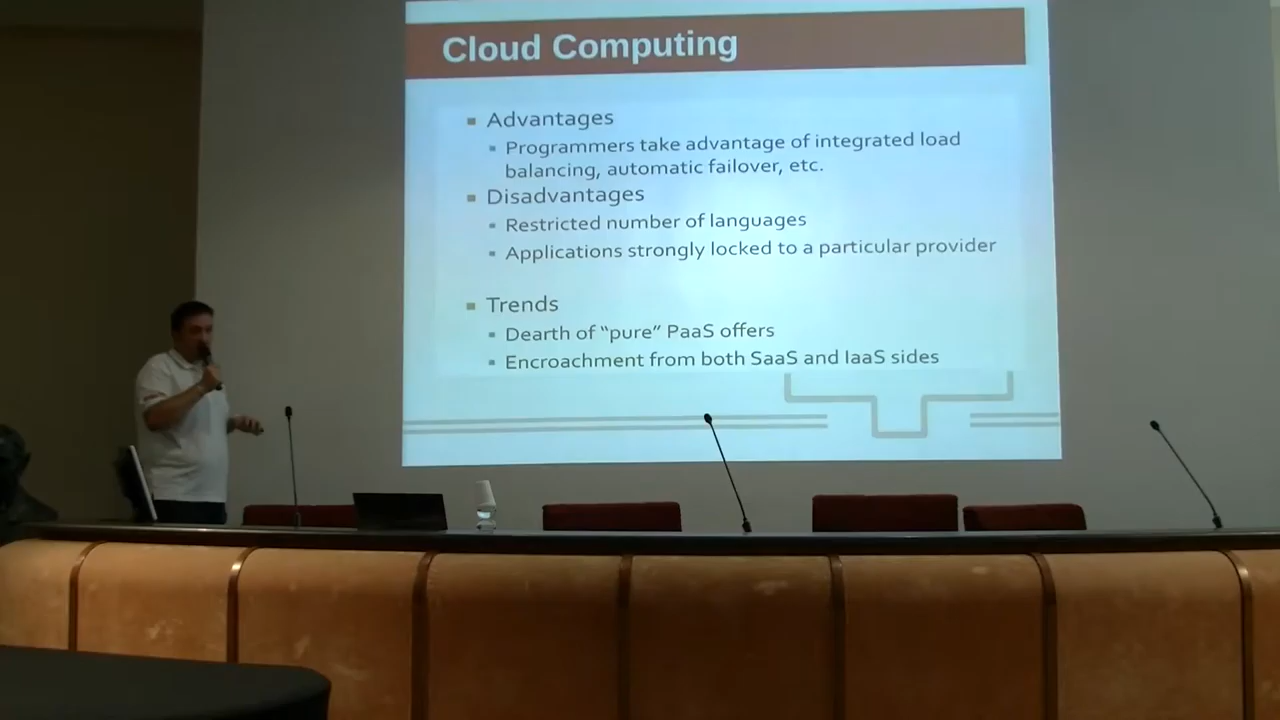 Cloud Computing
Advantages
Programmers take advantage of integrated load
balancing, automatic failover, etc.
Disadvantages
Restricted number of languages
Applications strongly locked to a particular provider
Trends
Dearth of “pure” PaaS offers
Encroachment from both SaaS and IaaS sides